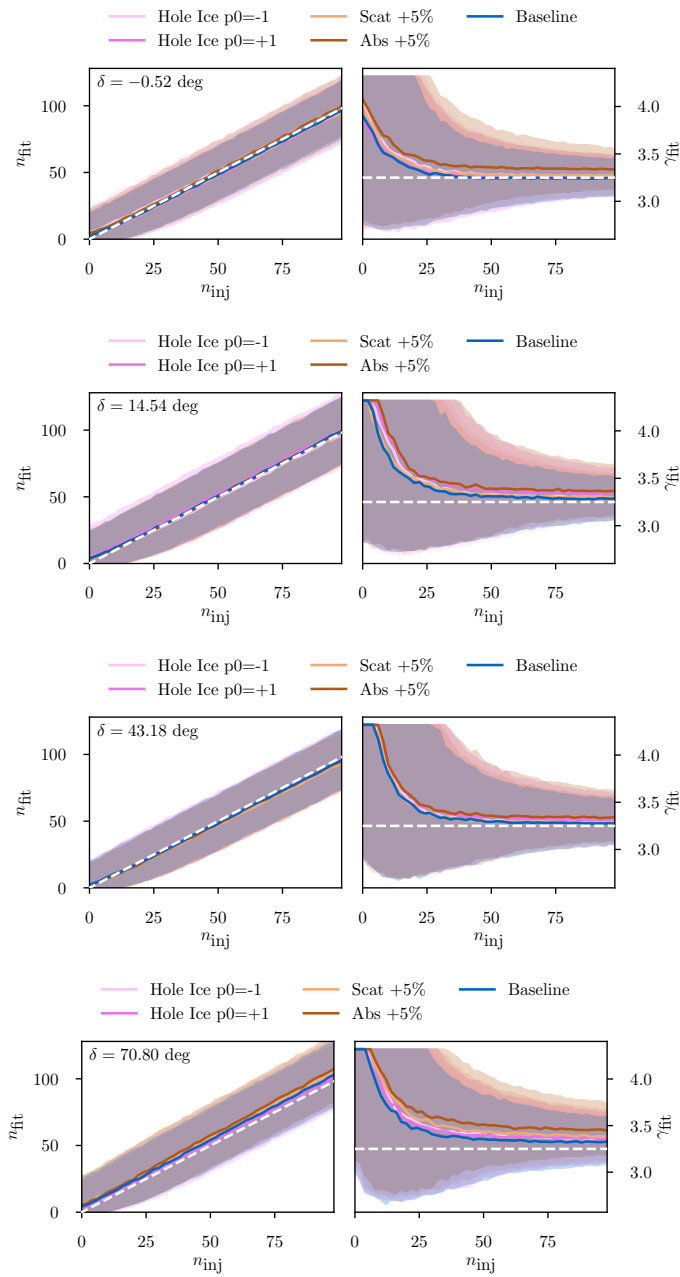 Hole Ice p0=-1 Scat +5% Baseline
Hole Ice p0=+1 Abs +5%
δ = −0.52 deg
100
50
0
n_fit
0 25 50 75
n_inj
4.0
3.5
3.0
γ_fit
0 25 50 75
n_inj
Hole Ice p0=-1 Scat +5% Baseline
Hole Ice p0=+1 Abs +5%
δ = 14.54 deg
100
50
0
n_fit
0 25 50 75
n_inj
4.0
3.5
3.0
γ_fit
0 25 50 75
n_inj
Hole Ice p0=-1 Scat +5% Baseline
Hole Ice p0=+1 Abs +5%
δ = 43.18 deg
100
50
0
n_fit
0 25 50 75
n_inj
4.0
3.5
3.0
γ_fit
0 25 50 75
n_inj
Hole Ice p0=-1 Scat +5% Baseline
Hole Ice p0=+1 Abs +5%
δ = 70.80 deg
100
50
0
n_fit
0 25 50 75
n_inj
4.0
3.5
3.0
γ_fit
0 25 50 75
n_inj